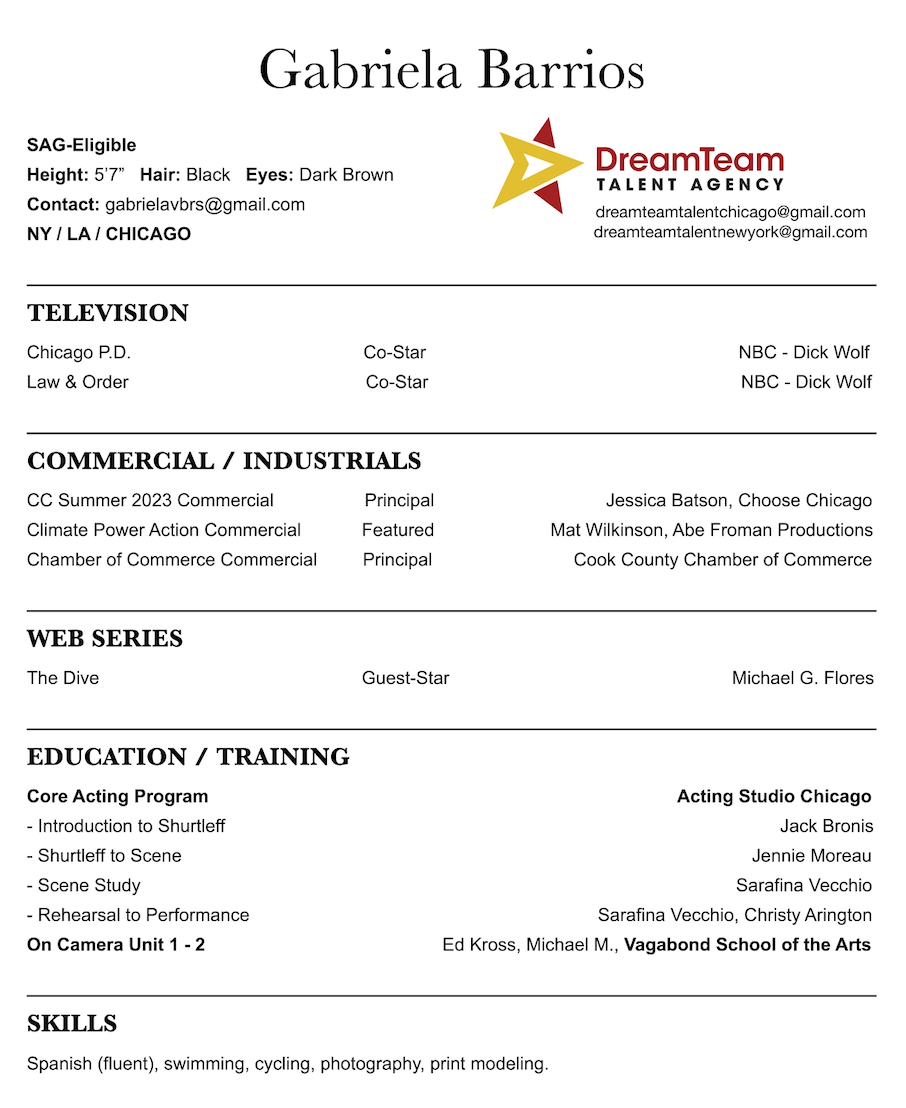 Gabriela Barrios
SAG-Eligible
Height: 5’7” Hair: Black Eyes: Dark Brown
Contact: gabrielavbrs@gmail.com
NY / LA / CHICAGO
DreamTeam
TALENT AGENCY
dreamteamtalentchicago@gmail.com
dreamteamtalentnewyork@gmail.com
TELEVISION
Chicago P.D. Co-Star NBC - Dick Wolf
Law & Order Co-Star NBC - Dick Wolf
COMMERCIAL / INDUSTRIALS
CC Summer 2023 Commercial Principal Jessica Batson, Choose Chicago
Climate Power Action Commercial Featured Mat Wilkinson, Abe Froman Productions
Chamber of Commerce Commercial Principal Cook County Chamber of Commerce
WEB SERIES
The Dive Guest-Star Michael G. Flores
EDUCATION / TRAINING
Core Acting Program Acting Studio Chicago
- Introduction to Shurtleff Jack Bronis
- Shurtleff to Scene Jennie Moreau
- Scene Study Sarafina Vecchio
- Rehearsal to Performance Sarafina Vecchio, Christy Arington
On Camera Unit 1 - 2 Ed Kross, Michael M., Vagabond School of the Arts
SKILLS
Spanish (fluent), swimming, cycling, photography, print modeling.